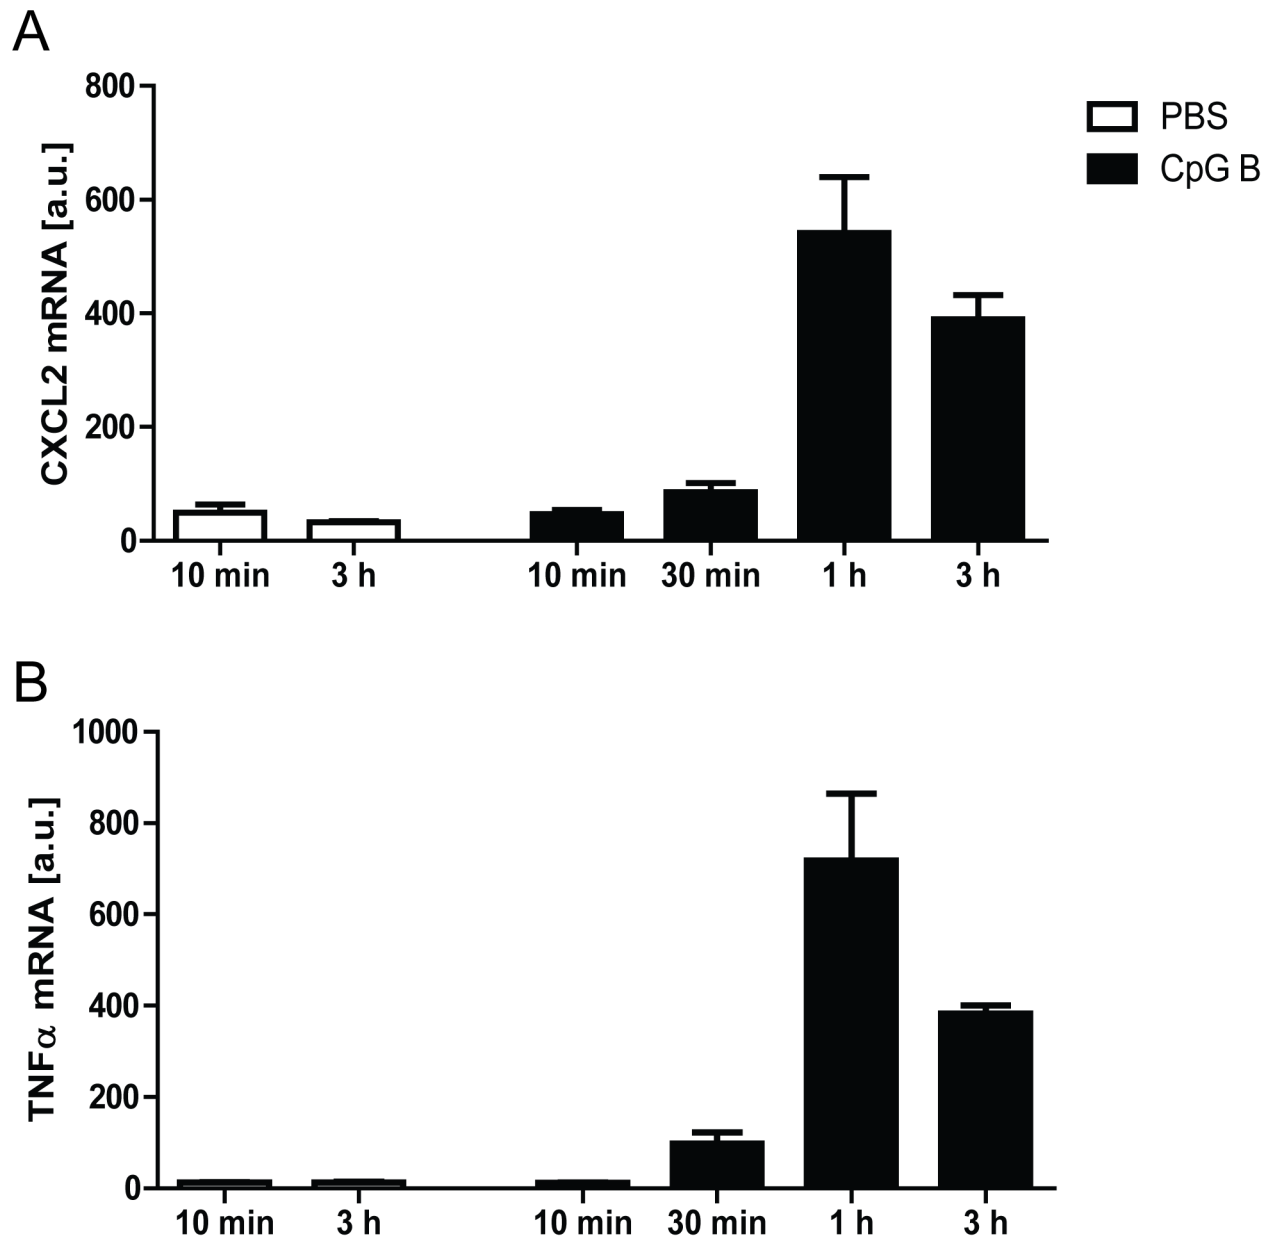 A
800
600
400
200
0
CXCL2 mRNA [a.u.]
10 min 3 h 10 min 30 min 1 h 3 h
PBS
CpG B
B
1000
800
600
400
200
0
TNFα mRNA [a.u.]
10 min 3 h 10 min 30 min 1 h 3 h